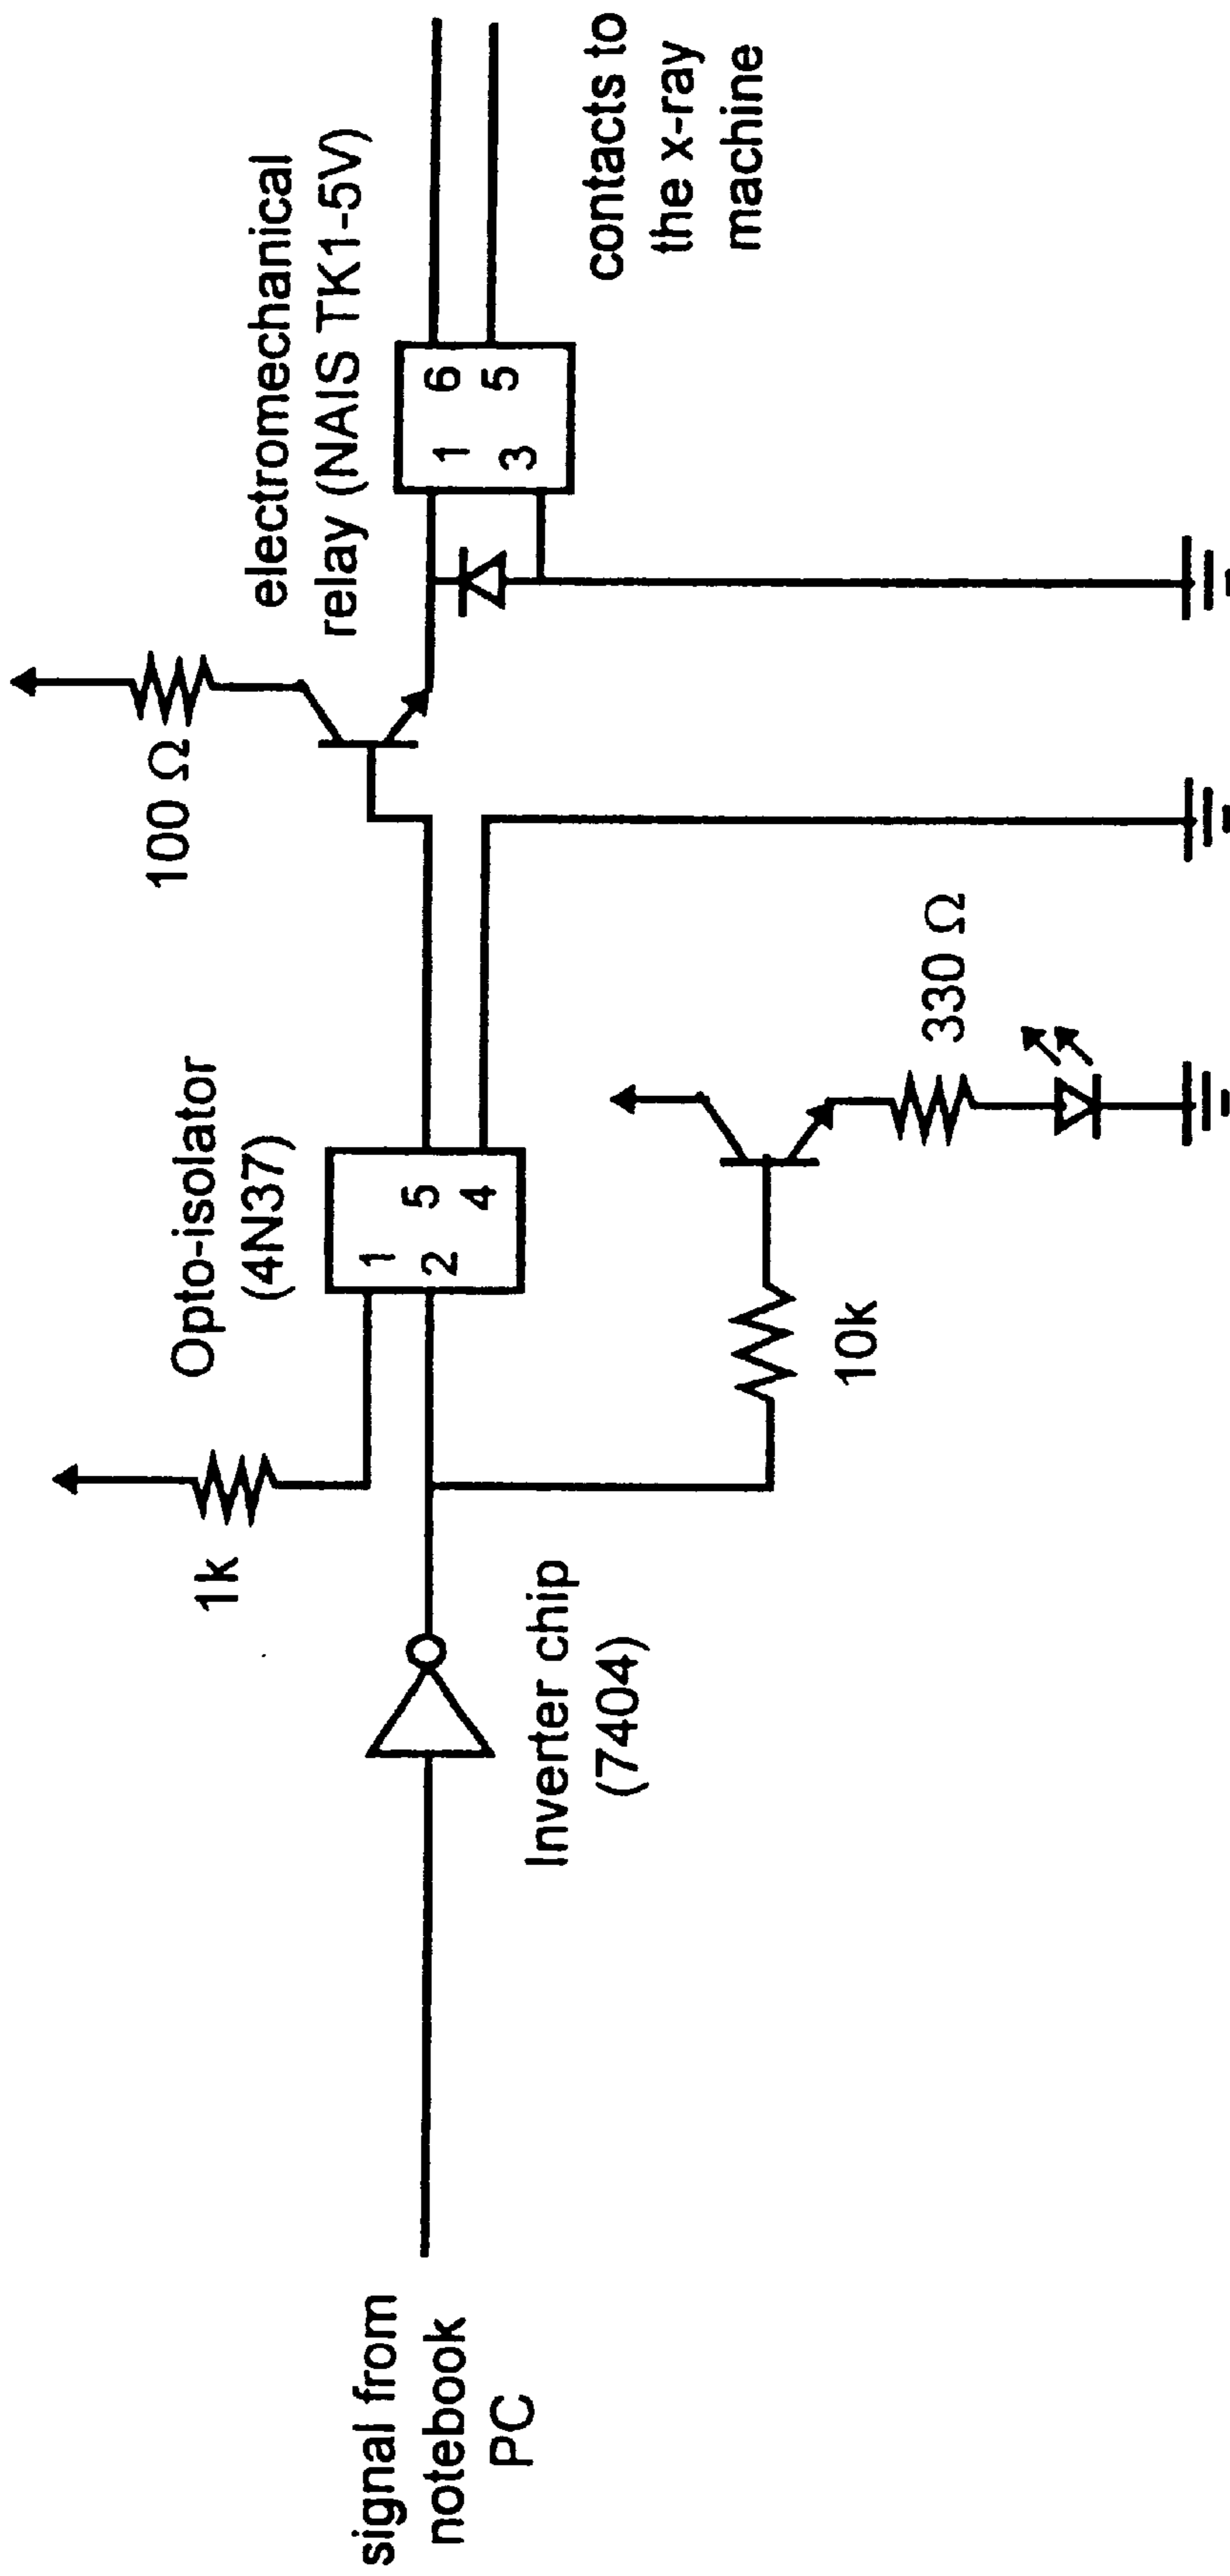 signal from
notebook
PC
Inverter chip
(7404)
1k
Opto-isolator
(4N37)
1
2
5
4
10k
330 Ω
100 Ω
electromechanical
relay (NAIS TK1-5V)
1
3
6
5
contacts to
the x-ray
machine